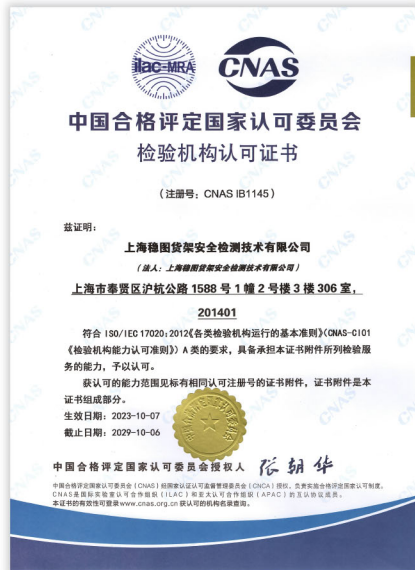 ilac-MRA
CNAS
中国合格评定国家认可委员会
检验机构认可证书
（注册号：CNAS IB1145）
兹证明：
上海稳图货架安全检测技术有限公司
（法人：上海稳图货架安全检测技术有限公司）
上海市奉贤区沪杭公路 1588 号 1 幢 2 号楼 3 楼 306 室，
201401
符合 ISO/IEC 17020：2012《各类检验机构运行的基本准则》（CNAS-CI01
《检验机构能力认可准则》）A 类的要求，具备承担本证书附件所列检验服
务的能力，予以认可。
获认可的能力范围见标有相同认可注册号的证书附件，证书附件是本
证书组成部分。
生效日期：2023-10-07
截止日期：2029-10-06
中国合格评定国家认可委员会授权人 张朝华
中国合格评定国家认可委员会（CNAS）经国家认证认可监督管理委员会（CNCA）授权，负责实施合格评定国家认可制度。
CNAS是国际实验室认可合作组织（ILAC）和亚太认可合作组织（APAC）的互认协议成员。
本证书的有效性可登录www.cnas.org.cn 获认可的机构名录查询。